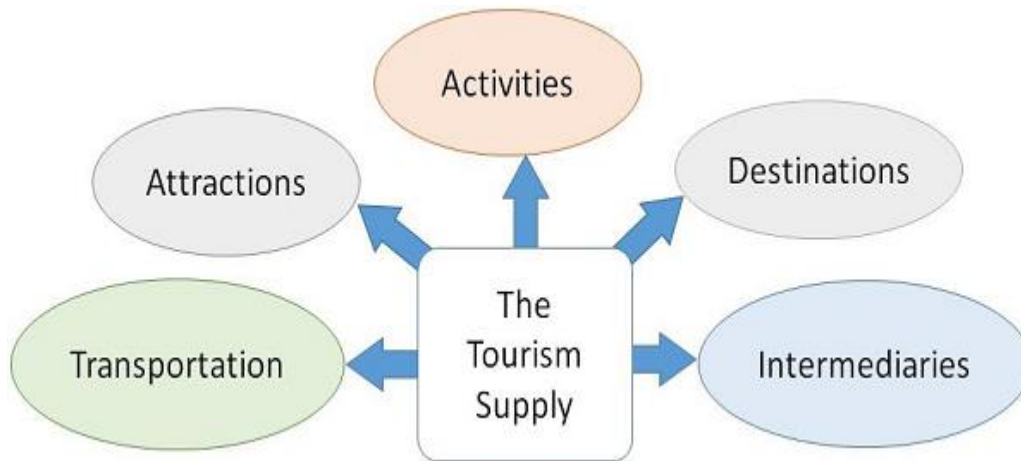 Activities
Attractions
Destinations
The
Tourism
Supply
Transportation
Intermediaries